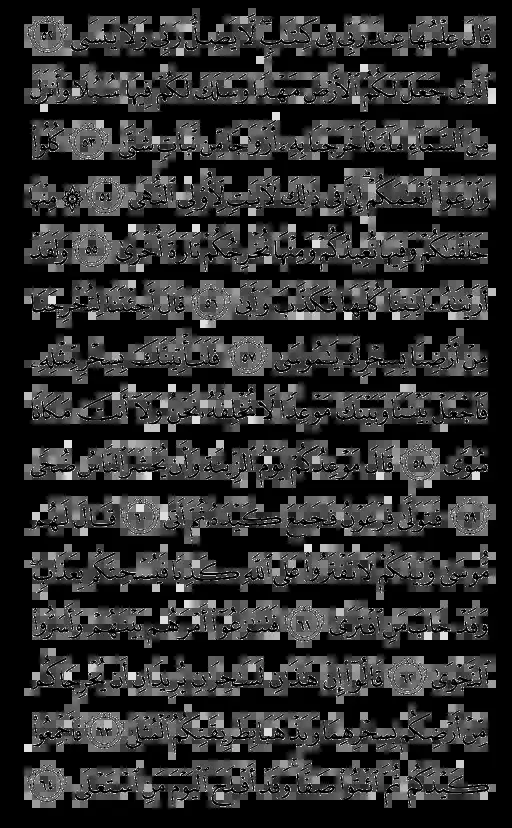 قَالَ عِلْمُهَا عِندَ رَبِّى فِى كِتَٰبٍ لَّا يَضِلُّ رَبِّى وَلَا يَنسَى ٥٢
ٱلَّذِى جَعَلَ لَكُمُ ٱلْأَرْضَ مَهْدًا وَسَلَكَ لَكُمْ فِيهَا سُبُلًا وَأَنزَلَ
مِنَ ٱلسَّمَآءِ مَآءً فَأَخْرَجْنَا بِهِۦٓ أَزْوَٰجًا مِّن نَّبَاتٍ شَتَّىٰ ٥٣ كُلُوا۟
وَٱرْعَوْا۟ أَنْعَٰمَكُمْ إِنَّ فِى ذَٰلِكَ لَءَايَٰتٍ لِّأُو۟لِى ٱلنُّهَىٰ ٥٤ ۞ مِنْهَا
خَلَقْنَٰكُمْ وَفِيهَا نُعِيدُكُمْ وَمِنْهَا نُخْرِجُكُمْ تَارَةً أُخْرَىٰ ٥٥ وَلَقَدْ
أَرَيْنَٰهُ ءَايَٰتِنَا كُلَّهَا فَكَذَّبَ وَأَبَىٰ ٥٦ قَالَ أَجِئْتَنَا لِتُخْرِجَنَا
مِنْ أَرْضِنَا بِسِحْرِكَ يَٰمُوسَىٰ ٥٧ فَلَنَأْتِيَنَّكَ بِسِحْرٍ مِّثْلِهِۦ
فَٱجْعَلْ بَيْنَنَا وَبَيْنَكَ مَوْعِدًا لَّا نُخْلِفُهُۥ نَحْنُ وَلَآ أَنتَ مَكَانًا
سُوًى ٥٨ قَالَ مَوْعِدُكُمْ يَوْمُ ٱلزِّينَةِ وَأَن يُحْشَرَ ٱلنَّاسُ ضُحًى
٥٩ فَتَوَلَّىٰ فِرْعَوْنُ فَجَمَعَ كَيْدَهُۥ ثُمَّ أَتَىٰ ٦٠ قَالَ لَهُم
مُّوسَىٰ وَيْلَكُمْ لَا تَفْتَرُوا۟ عَلَى ٱللَّهِ كَذِبًا فَيُسْحِتَكُم بِعَذَابٍ
وَقَدْ خَابَ مَنِ ٱفْتَرَىٰ ٦١ فَتَنَٰزَعُوٓا۟ أَمْرَهُم بَيْنَهُمْ وَأَسَرُّوا۟
ٱلنَّجْوَىٰ ٦٢ قَالُوٓا۟ إِنْ هَٰذَٰنِ لَسَٰحِرَٰنِ يُرِيدَانِ أَن يُخْرِجَاكُم
مِّنْ أَرْضِكُم بِسِحْرِهِمَا وَيَذْهَبَا بِطَرِيقَتِكُمُ ٱلْمُثْلَىٰ ٦٣ فَأَجْمِعُوا۟
كَيْدَكُمْ ثُمَّ ٱئْتُوا۟ صَفًّا وَقَدْ أَفْلَحَ ٱلْيَوْمَ مَنِ ٱسْتَعْلَىٰ ٦٤